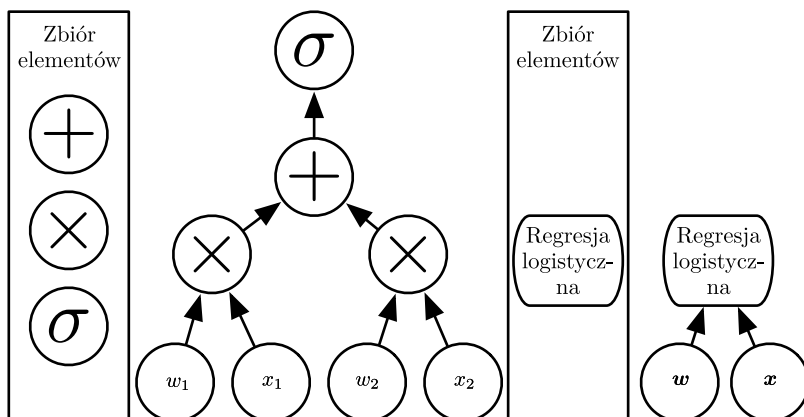 Zbiór
elementów
+
×
σ
σ
+
×
×
w₁
x₁
w₂
x₂
Zbiór
elementów
Regresja
logistycz-
na
Regresja
logistycz-
na
w
x